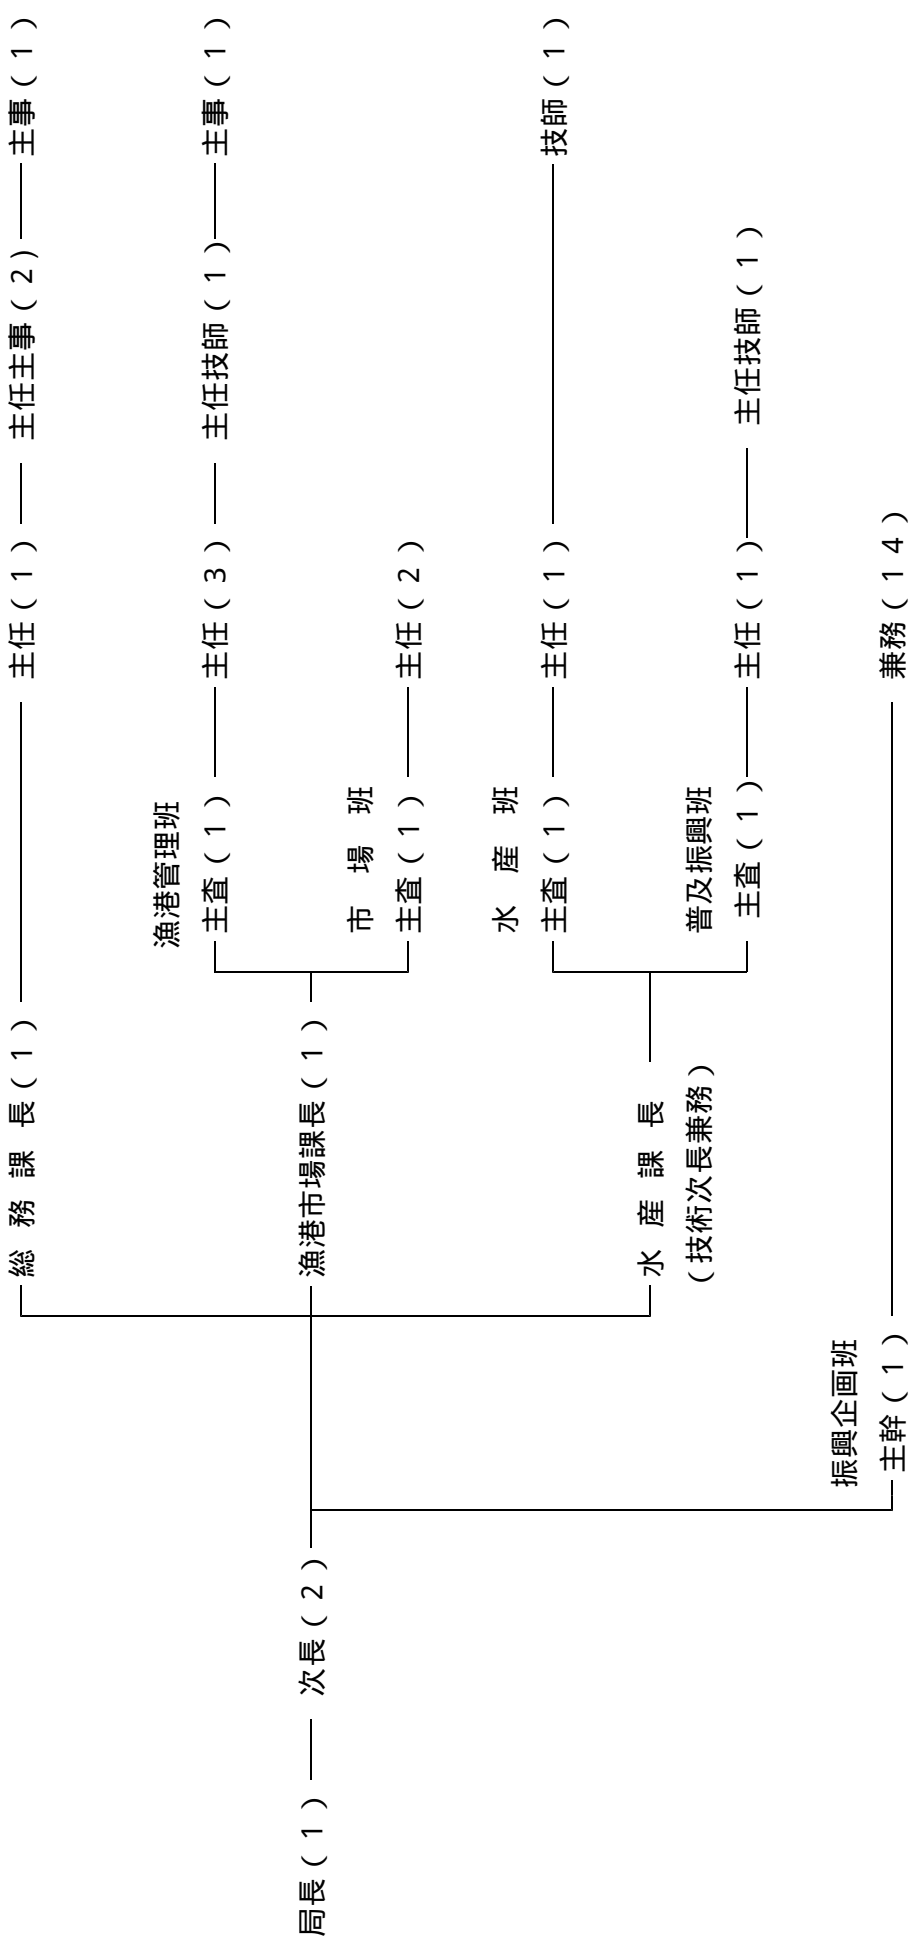 総務課長(1) 主任(1) 主任主事(2) 主事(1)
漁港管理班
主査(1) 主任(3) 主任技師(1) 主事(1)
局長(1) 次長(2) 漁港市場課長(1)
市場班
主査(1) 主任(2)
水産班
主査(1) 主任(1) 技師(1)
水産課長
(技術次長兼務)
普及振興班
主査(1) 主任(1) 主任技師(1)
振興企画班
主幹(1) 兼務(14)